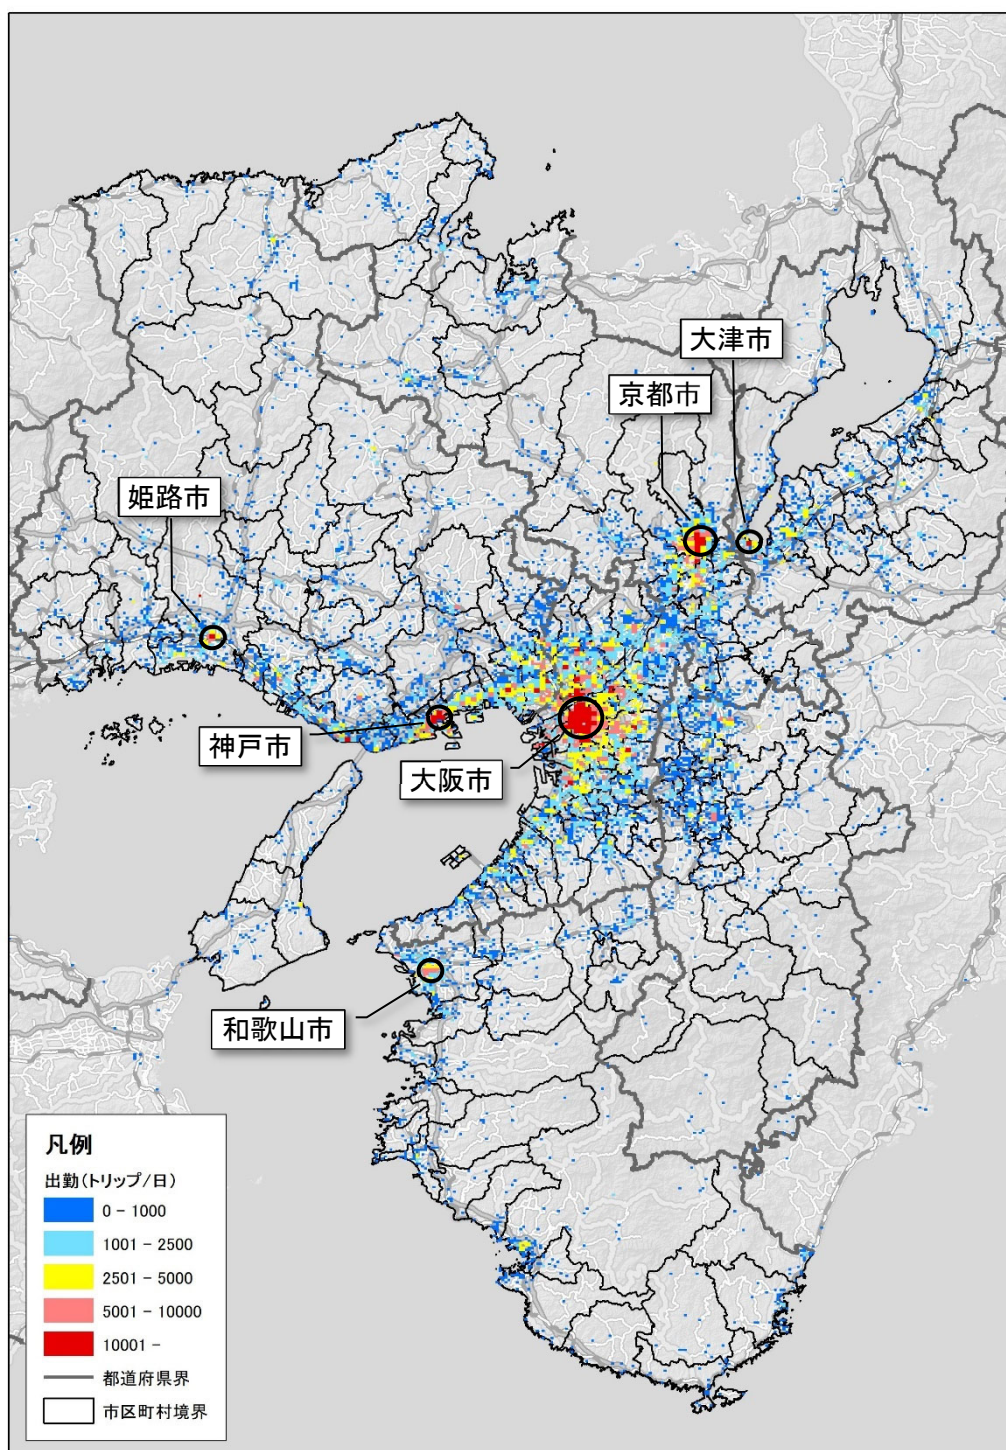 大津市
京都市
姫路市
神戸市
大阪市
和歌山市
凡例
出勤(トリップ/日)
0 - 1000
1001 - 2500
2501 - 5000
5001 - 10000
10001 -
都道府県界
市区町村境界